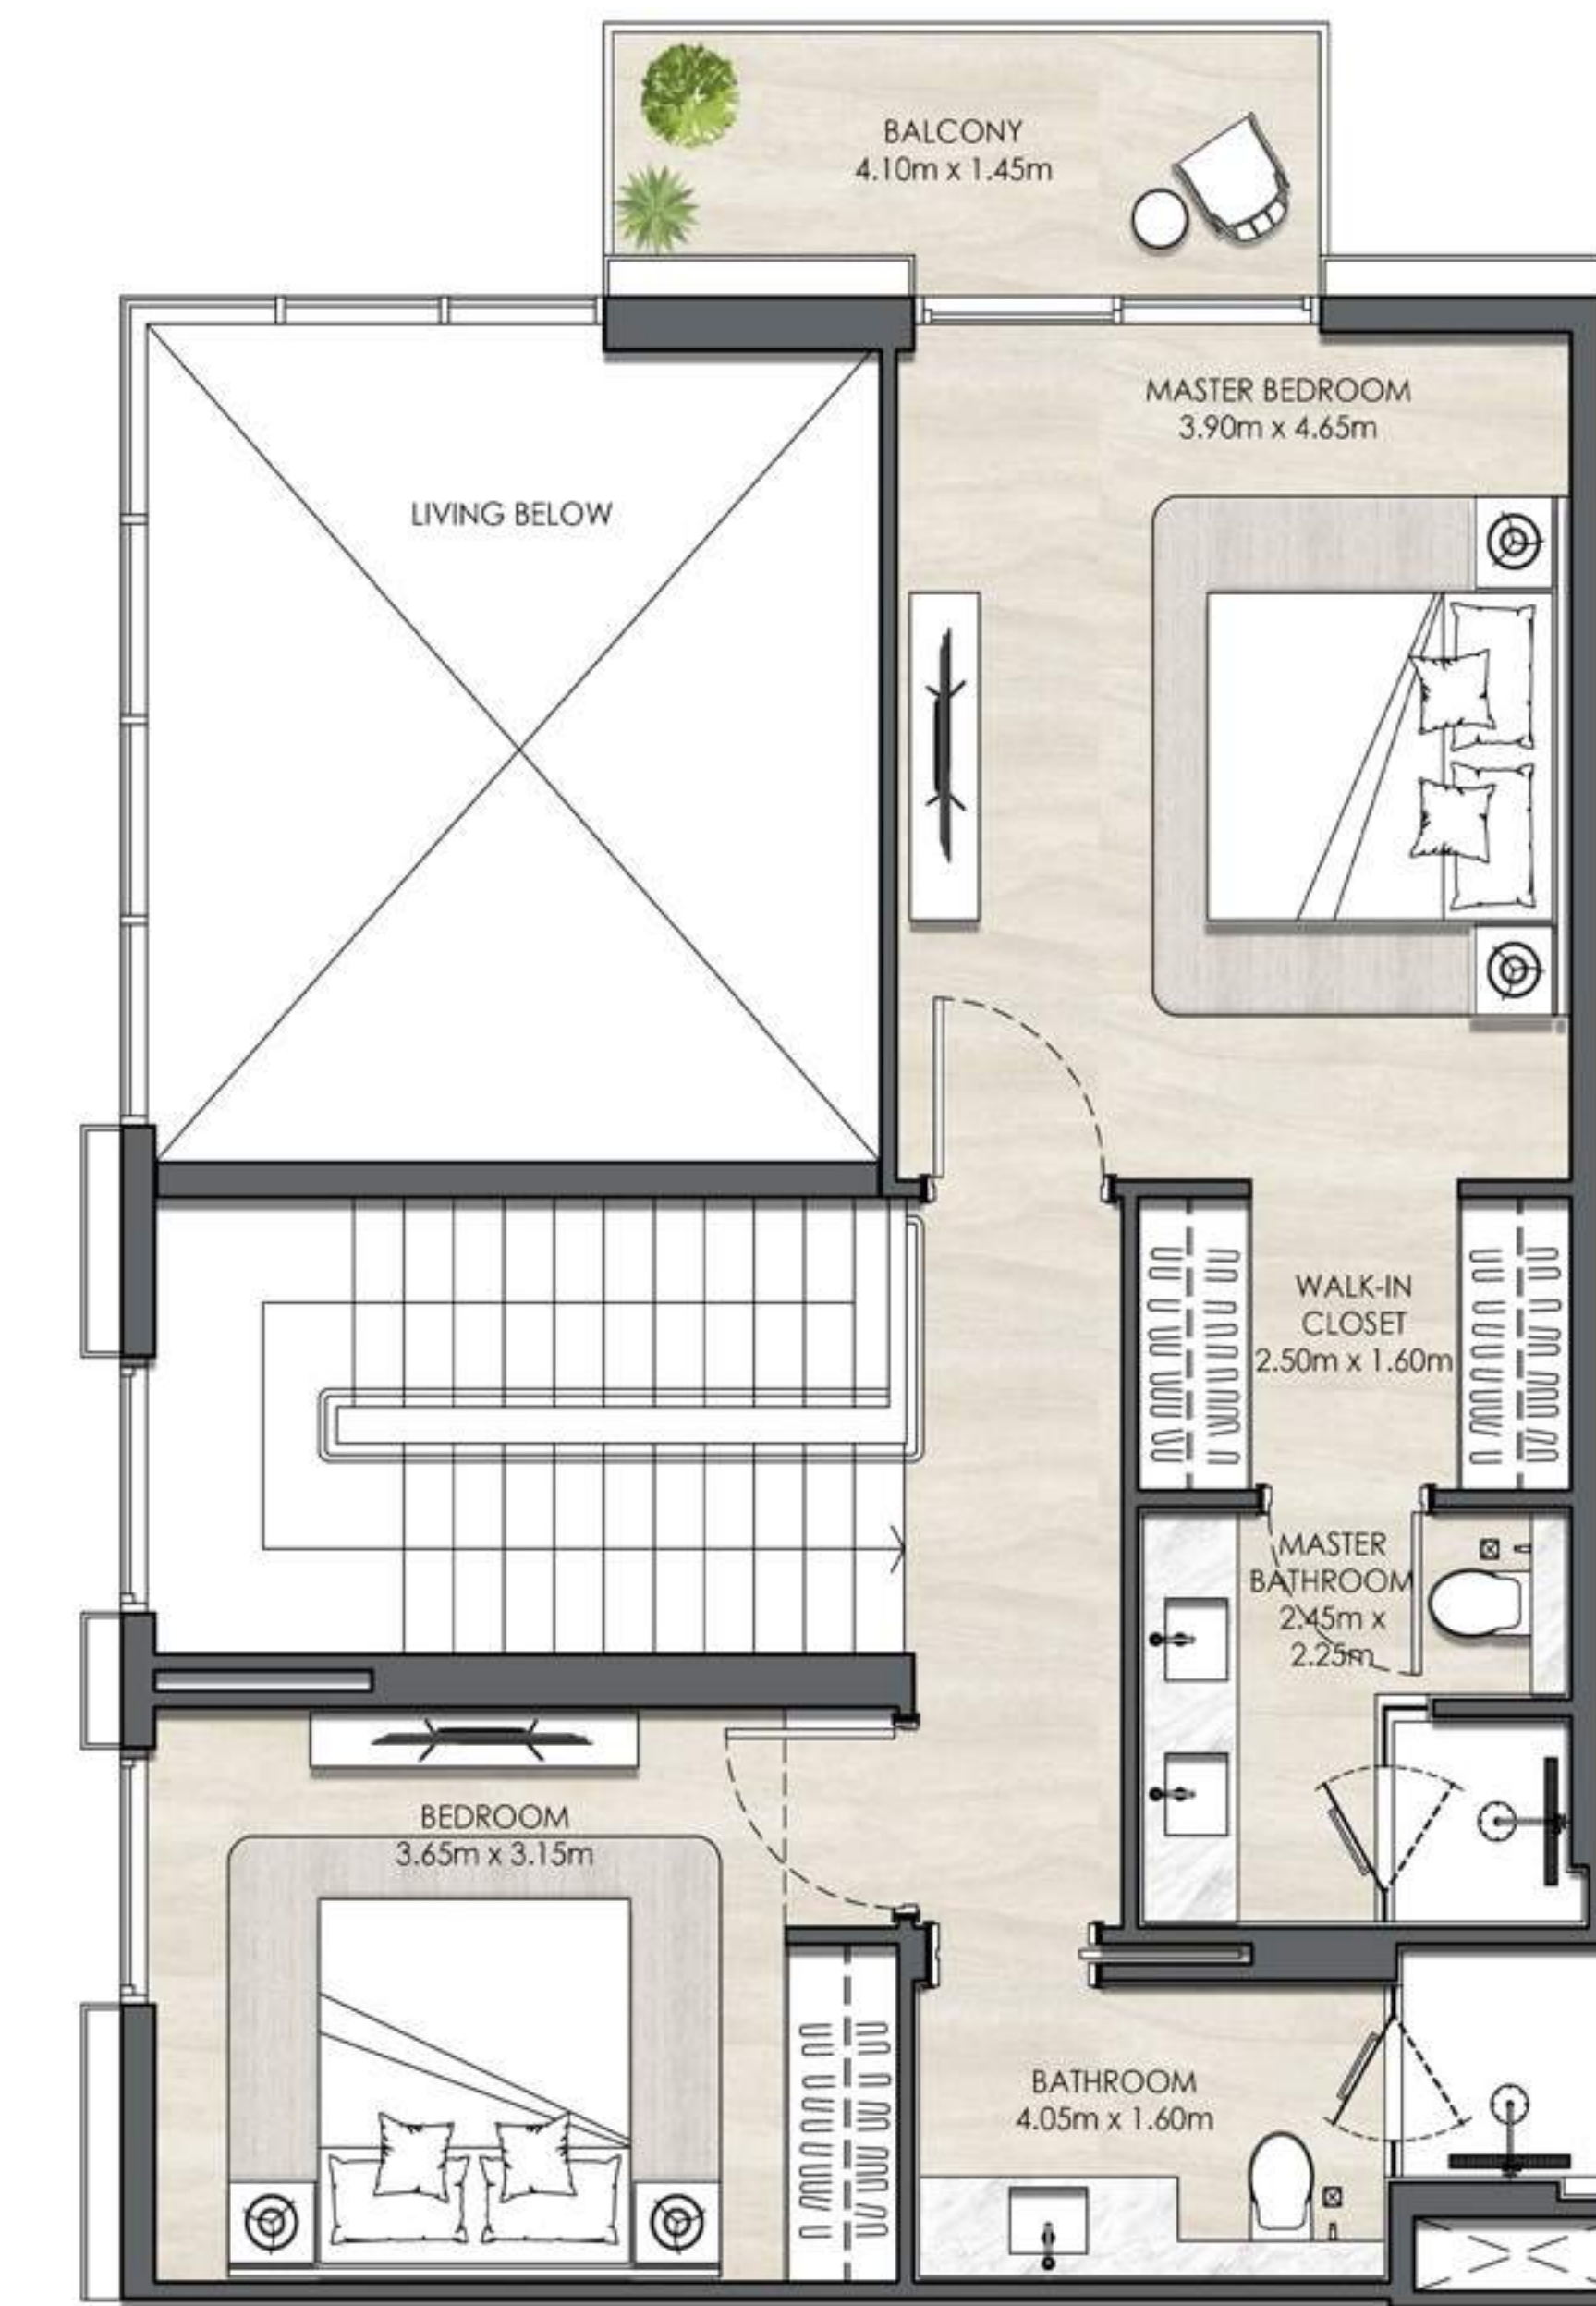 BALCONY
4.10m x 1.45m
MASTER BEDROOM
3.90m x 4.65m
LIVING BELOW
WALK-IN
CLOSET
2.50m x 1.60m
MASTER
BATHROOM
2.45m x
2.25m
BEDROOM
3.65m x 3.15m
BATHROOM
4.05m x 1.60m